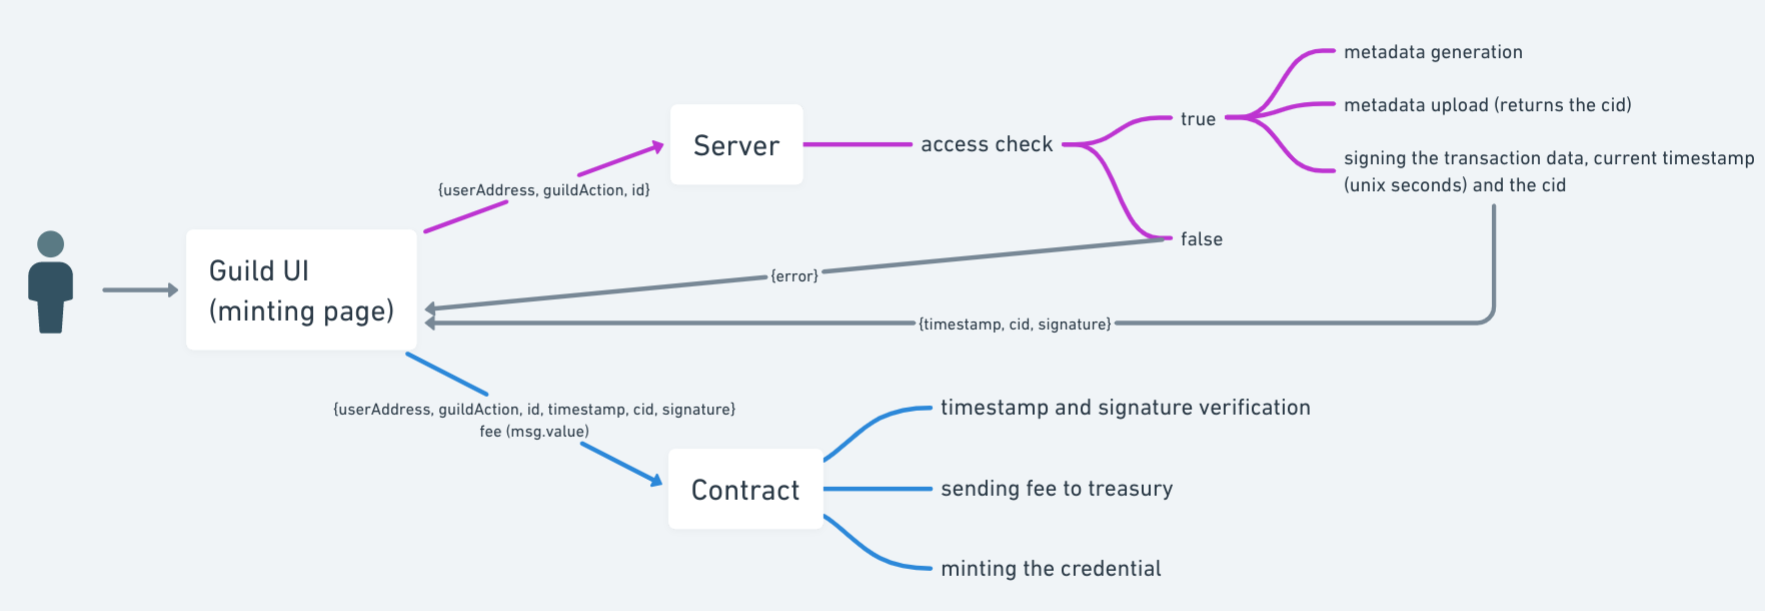 metadata generation
metadata upload (returns the cid)
true
Server
access check
signing the transaction data, current timestamp
(unix seconds) and the cid
{userAddress, guildAction, id}
false
Guild UI
(minting page)
{error}
{timestamp, cid, signature}
{userAddress, guildAction, id, timestamp, cid, signature}
fee (msg.value)
timestamp and signature verification
Contract
sending fee to treasury
minting the credential